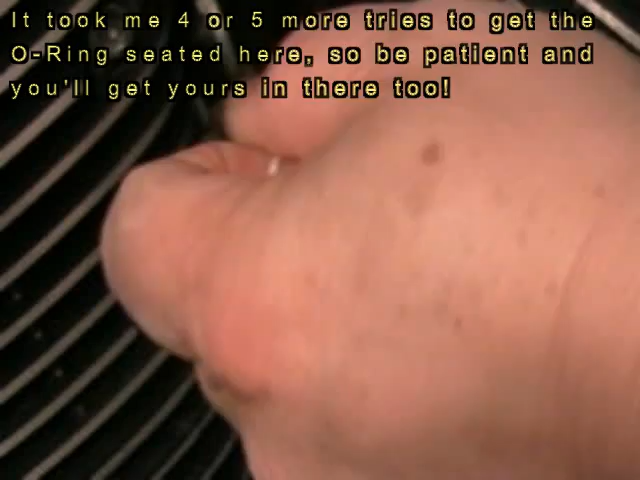 It took me 4 or 5 more tries to get the
O-Ring seated here, so be patient and
you'll get yours in there too!